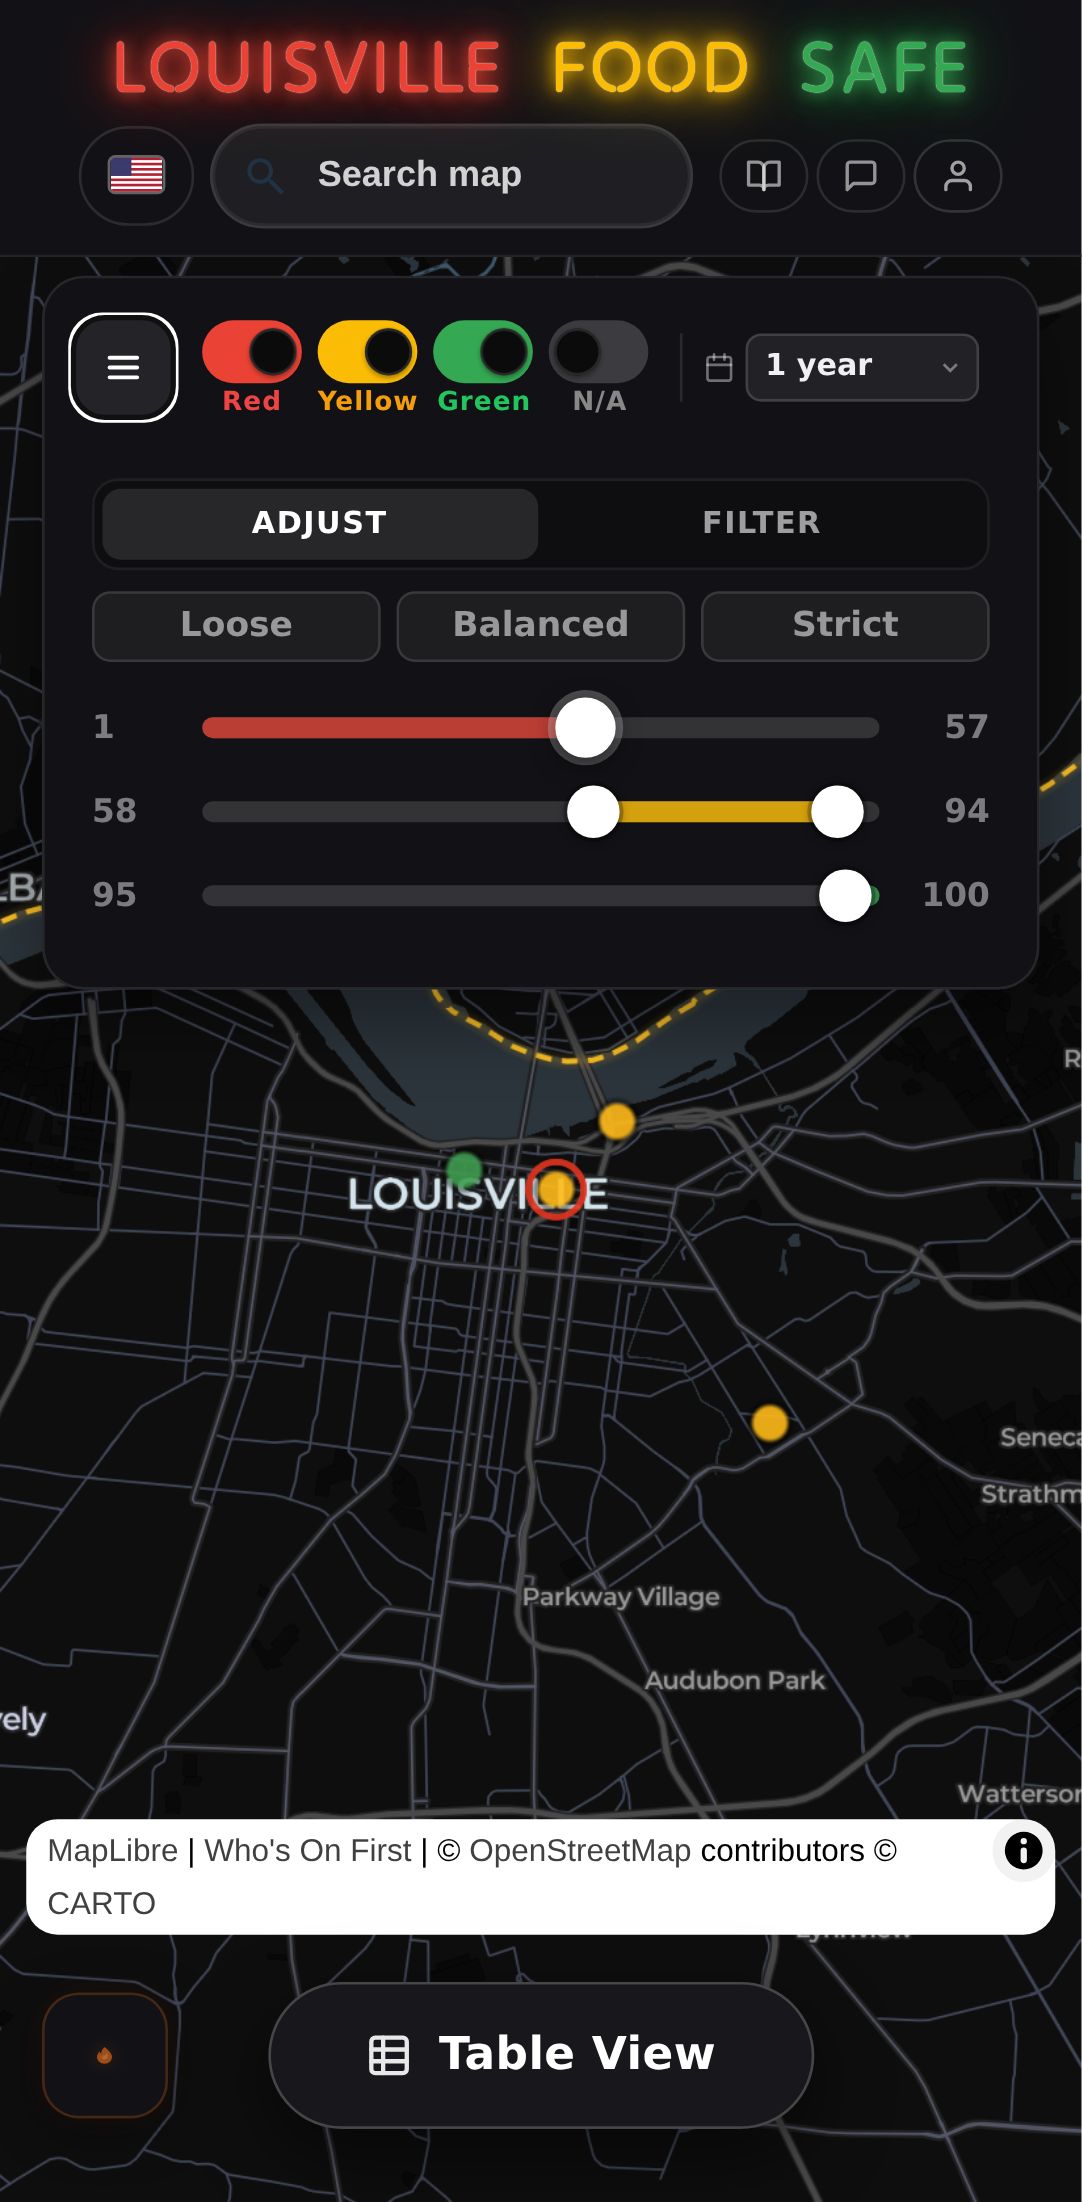 LOUISVILLE FOOD SAFE
Search map
1 year
Red Yellow Green N/A
ADJUST FILTER
Loose Balanced Strict
1 57
58 94
95 100
LOUISVILLE
Parkway Village
Audubon Park
MapLibre | Who's On First | © OpenStreetMap contributors ©
CARTO
Table View